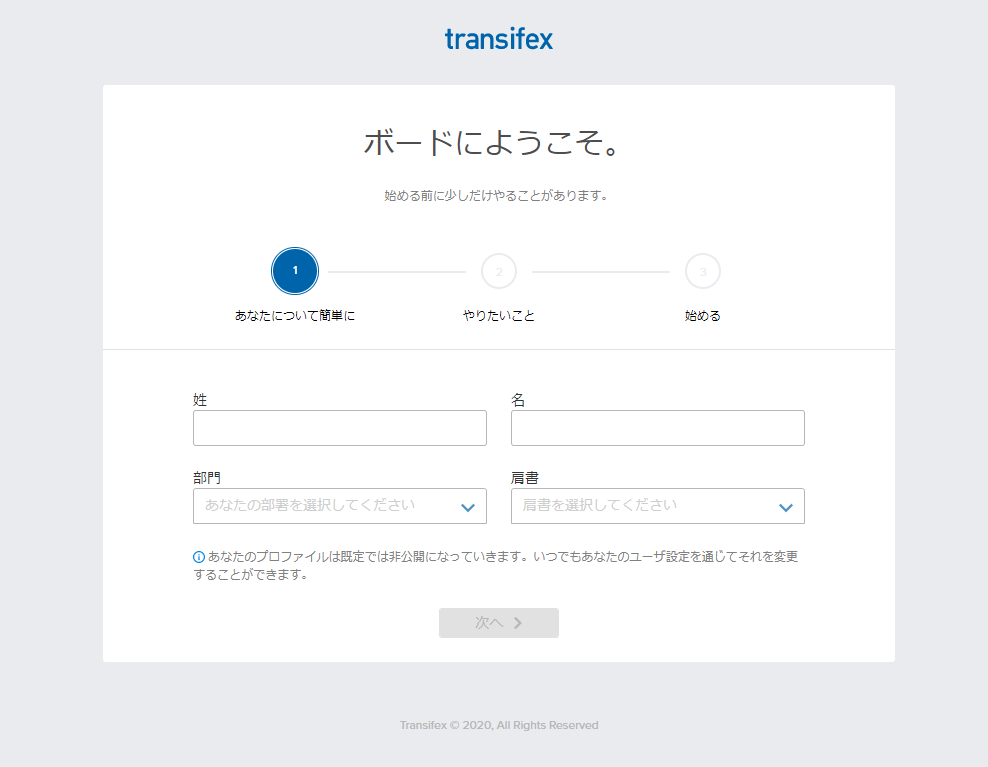 transifex
ボードにようこそ。
始める前に少しだけやることがあります。
1
2
3
あなたについて簡単に
やりたいこと
始める
姓
名
部門
肩書
あなたの部署を選択してください
肩書を選択してください
あなたのプロファイルは既定では非公開になっていきます。いつでもあなたのユーザ設定を通じてそれを変更
することができます。
次へ
Transifex © 2020, All Rights Reserved